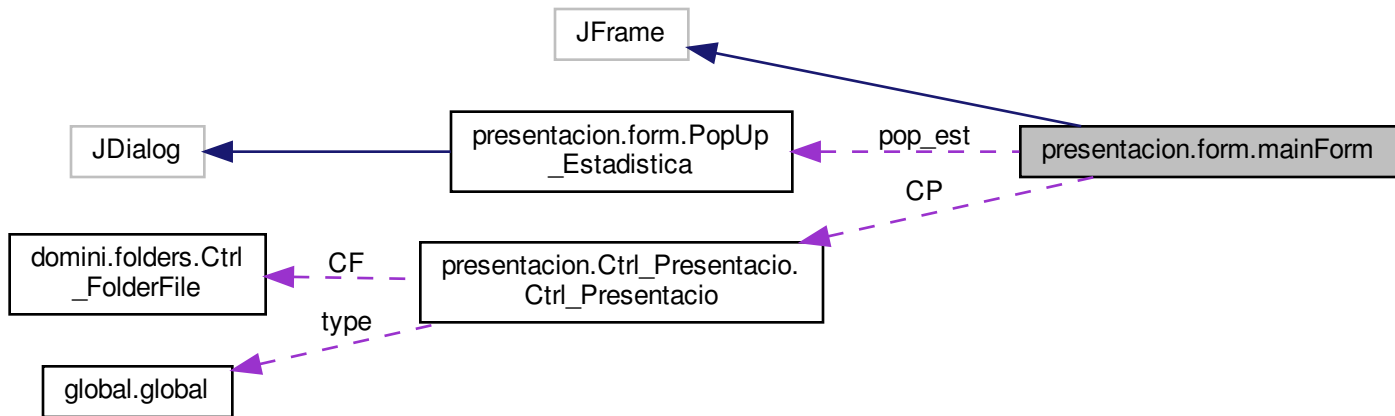 JFrame
JDialog
presentacion.form.PopUp
_Estadistica
pop_est
presentacion.form.mainForm
CP
domini.folders.Ctrl
_FolderFile
CF
presentacion.Ctrl_Presentacio.
Ctrl_Presentacio
type
global.global